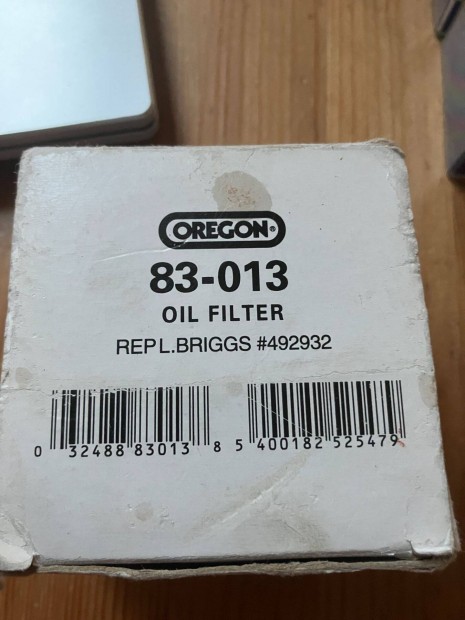 OREGON®
83-013
OIL FILTER
REPL.BRIGGS #492932
0 32488 83013 8 5 400182 525479